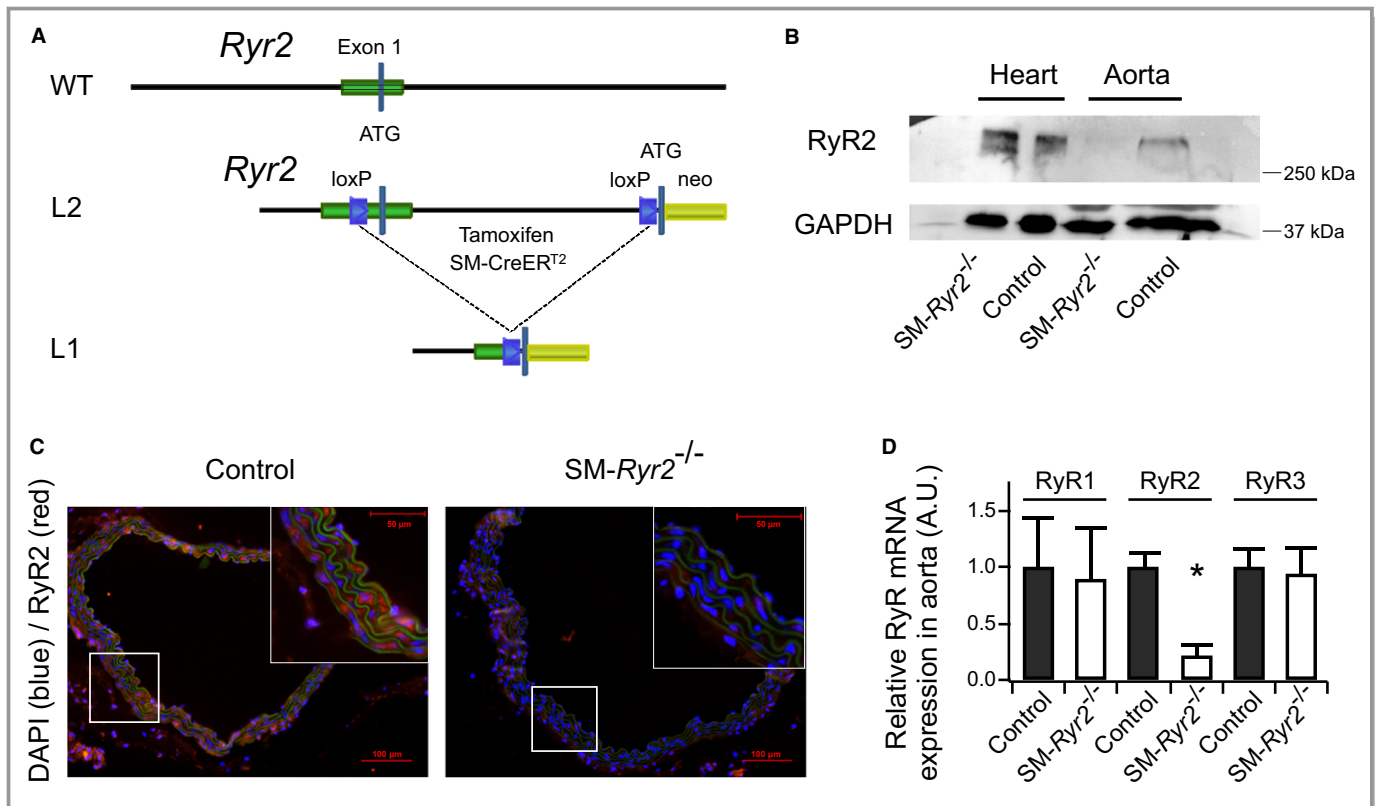 A
Ryr2
Exon 1
WT
ATG
Ryr2
ATG
loxP
loxP
neo
L2
Tamoxifen
SM-CreER^T2
L1
B
Heart
Aorta
RyR2
250 kDa
GAPDH
37 kDa
SM-Ryr2-/-
Control
SM-Ryr2-/-
Control
C
Control
SM-Ryr2-/-
DAPI (blue) / RyR2 (red)
50 µm
100 µm
50 µm
100 µm
D
RyR1
RyR2
RyR3
Relative RyR mRNA
expression in aorta (A.U.)
1.5
1.0
0.5
0.0
*
Control
SM-Ryr2-/-
Control
SM-Ryr2-/-
Control
SM-Ryr2-/-